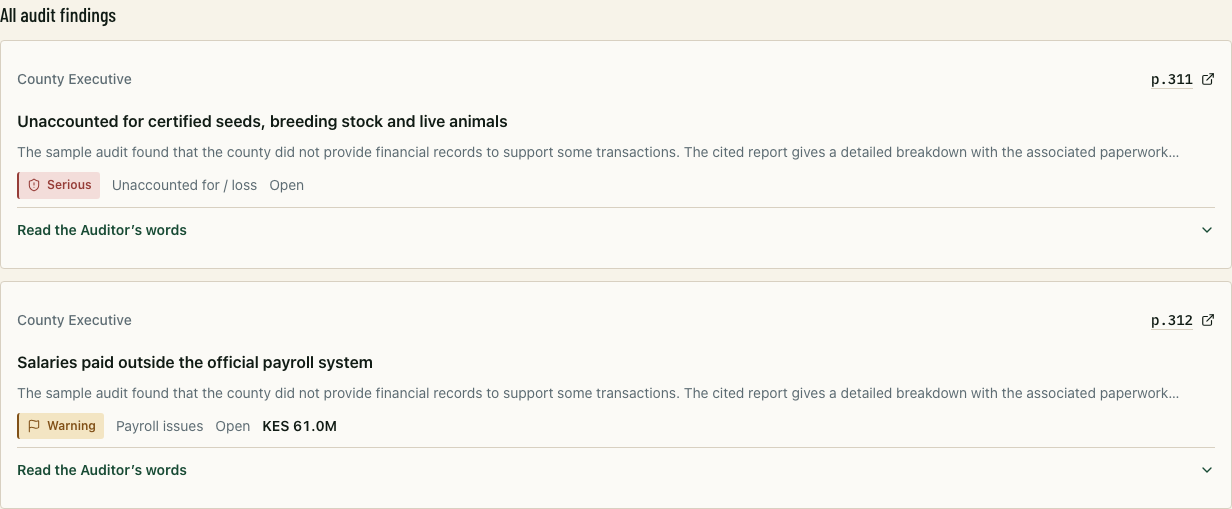 All audit findings
County Executive
p.311
Unaccounted for certified seeds, breeding stock and live animals
The sample audit found that the county did not provide financial records to support some transactions. The cited report gives a detailed breakdown with the associated paperwork...
Serious Unaccounted for / loss Open
Read the Auditor's words
County Executive
p.312
Salaries paid outside the official payroll system
The sample audit found that the county did not provide financial records to support some transactions. The cited report gives a detailed breakdown with the associated paperwork...
Warning Payroll issues Open KES 61.0M
Read the Auditor's words